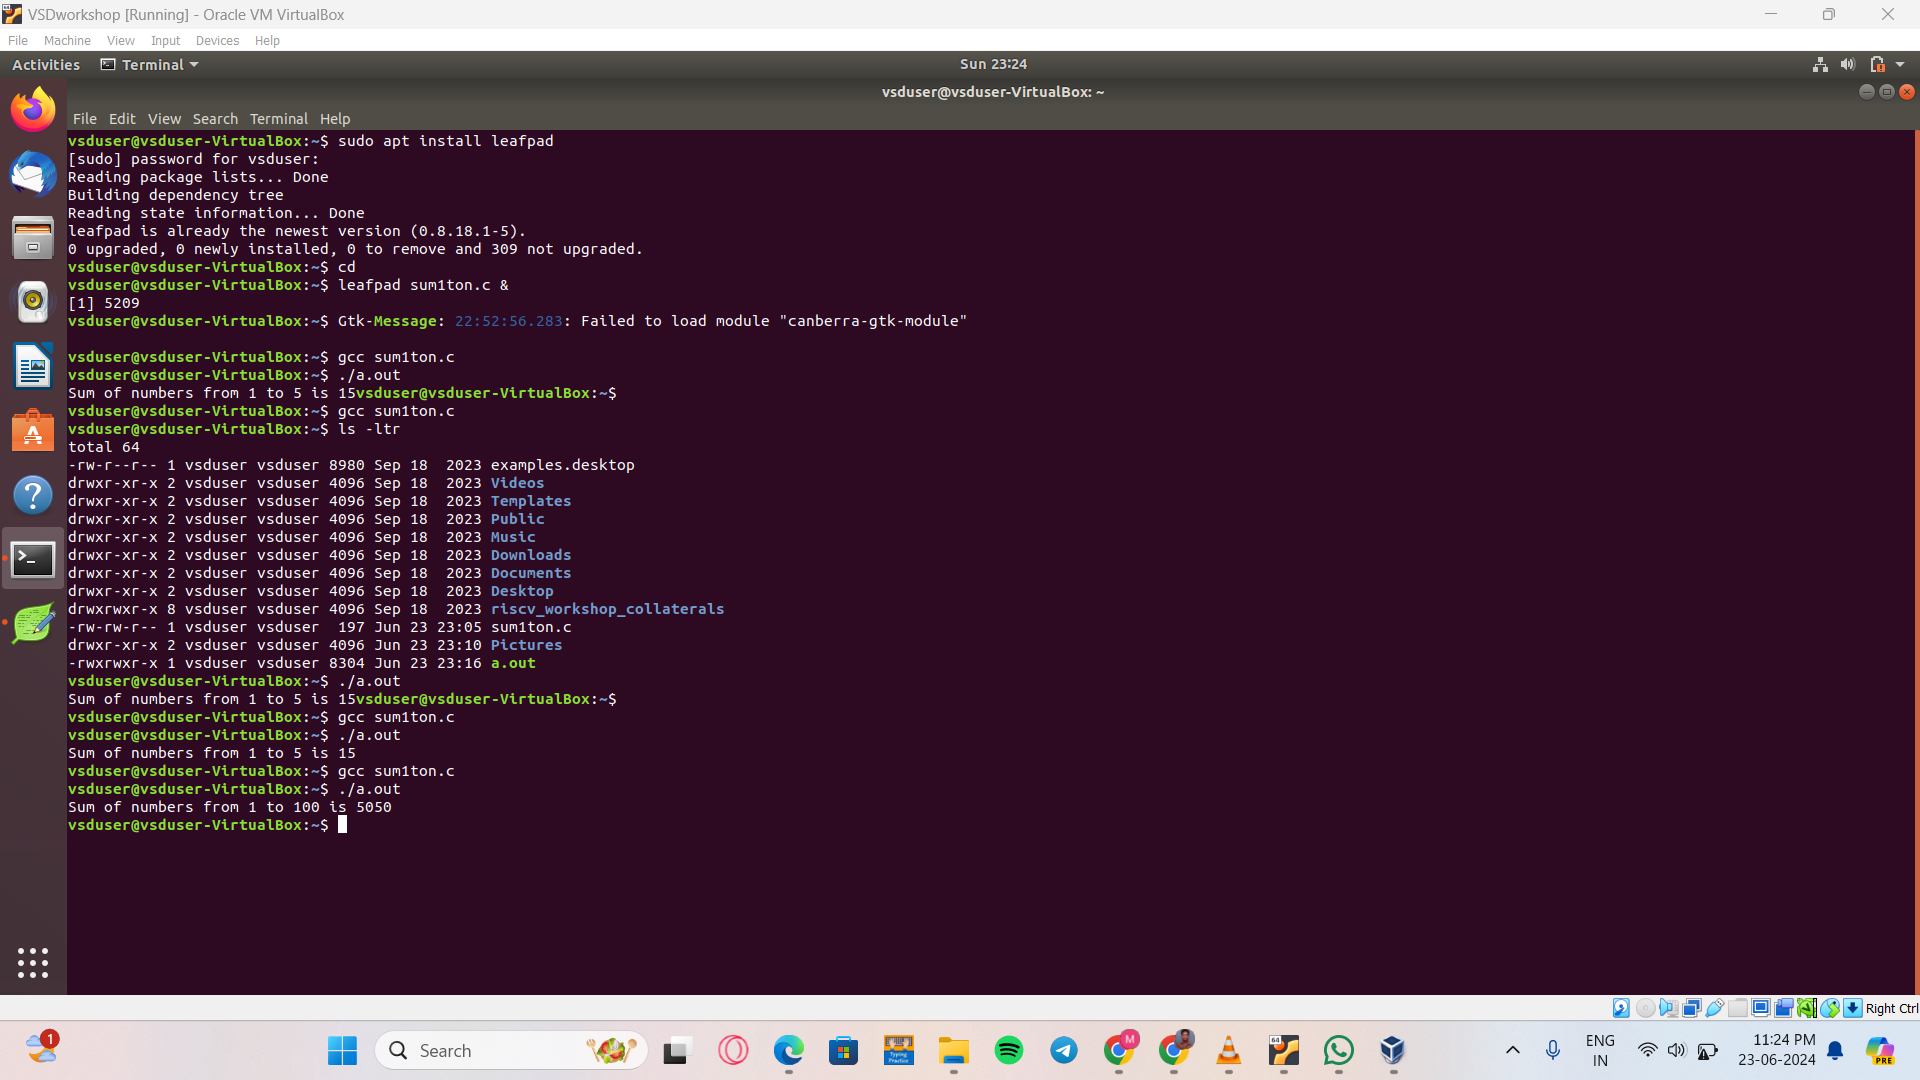 VSDworkshop [Running] - Oracle VM VirtualBox
File Machine View Input Devices Help
Activities Terminal Sun 23:24
vsduser@vsduser-VirtualBox: ~
File Edit View Search Terminal Help
vsduser@vsduser-VirtualBox:~$ sudo apt install leafpad
[sudo] password for vsduser:
Reading package lists... Done
Building dependency tree
Reading state information... Done
leafpad is already the newest version (0.8.18.1-5).
0 upgraded, 0 newly installed, 0 to remove and 309 not upgraded.
vsduser@vsduser-VirtualBox:~$ cd
vsduser@vsduser-VirtualBox:~$ leafpad sum1ton.c &
[1] 5209
vsduser@vsduser-VirtualBox:~$ Gtk-Message: 22:52:56.283: Failed to load module "canberra-gtk-module"
vsduser@vsduser-VirtualBox:~$ gcc sum1ton.c
vsduser@vsduser-VirtualBox:~$ ./a.out
Sum of numbers from 1 to 5 is 15vsduser@vsduser-VirtualBox:~$
vsduser@vsduser-VirtualBox:~$ gcc sum1ton.c
vsduser@vsduser-VirtualBox:~$ ls -ltr
total 64
-rw-r--r-- 1 vsduser vsduser 8980 Sep 18  2023 examples.desktop
drwxr-xr-x 2 vsduser vsduser 4096 Sep 18  2023 Videos
drwxr-xr-x 2 vsduser vsduser 4096 Sep 18  2023 Templates
drwxr-xr-x 2 vsduser vsduser 4096 Sep 18  2023 Public
drwxr-xr-x 2 vsduser vsduser 4096 Sep 18  2023 Music
drwxr-xr-x 2 vsduser vsduser 4096 Sep 18  2023 Downloads
drwxr-xr-x 2 vsduser vsduser 4096 Sep 18  2023 Documents
drwxr-xr-x 2 vsduser vsduser 4096 Sep 18  2023 Desktop
drwxrwxr-x 8 vsduser vsduser 4096 Sep 18  2023 riscv_workshop_collaterals
-rw-rw-r-- 1 vsduser vsduser  197 Jun 23 23:05 sum1ton.c
drwxr-xr-x 2 vsduser vsduser 4096 Jun 23 23:10 Pictures
-rwxrwxr-x 1 vsduser vsduser 8304 Jun 23 23:16 a.out
vsduser@vsduser-VirtualBox:~$ ./a.out
Sum of numbers from 1 to 5 is 15vsduser@vsduser-VirtualBox:~$
vsduser@vsduser-VirtualBox:~$ gcc sum1ton.c
vsduser@vsduser-VirtualBox:~$ ./a.out
Sum of numbers from 1 to 5 is 15
vsduser@vsduser-VirtualBox:~$ gcc sum1ton.c
vsduser@vsduser-VirtualBox:~$ ./a.out
Sum of numbers from 1 to 100 is 5050
vsduser@vsduser-VirtualBox:~$
Right Ctrl
1 Search M 64 ENG 11:24 PM
IN 23-06-2024 PRE